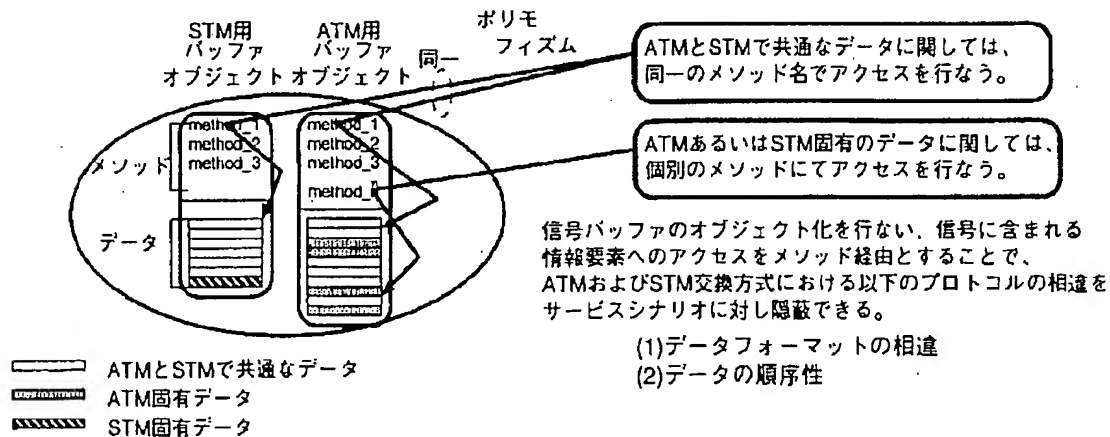 STM用
バッファ
オブジェクト
ATM用
バッファ
オブジェクト
同一
ポリモ
フィズム
ATMとSTMで共通なデータに関しては、
同一のメソッド名でアクセスを行なう。
method_1
method_2
method_3
method_1
method_2
method_3
メソッド
ATMあるいはSTM固有のデータに関しては、
個別のメソッドにてアクセスを行なう。
データ
信号バッファのオブジェクト化を行ない、信号に含まれる
情報要素へのアクセスをメソッド経由とすることで、
ATMおよびSTM交換方式における以下のプロトコルの相違を
サービスシナリオに対し隠蔽できる。
(1)データフォーマットの相違
(2)データの順序性
ATMとSTMで共通なデータ
ATM固有データ
STM固有データ